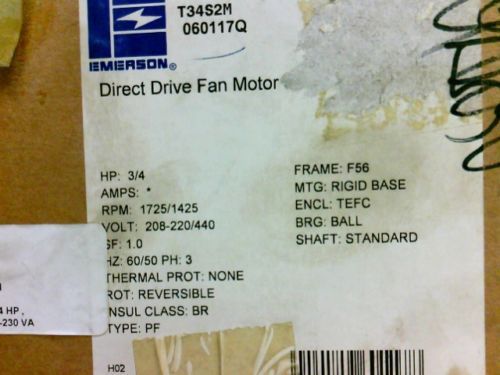 T34S2M
060117Q
EMERSON®
Direct Drive Fan Motor
HP: 3/4
AMPS: *
RPM: 1725/1425
VOLT: 208-220/440
SF: 1.0
HZ: 60/50 PH: 3
THERMAL PROT: NONE
ROT: REVERSIBLE
INSUL CLASS: BR
TYPE: PF
H02
FRAME: F56
MTG: RIGID BASE
ENCL: TEFC
BRG: BALL
SHAFT: STANDARD
HP,
-230 VA